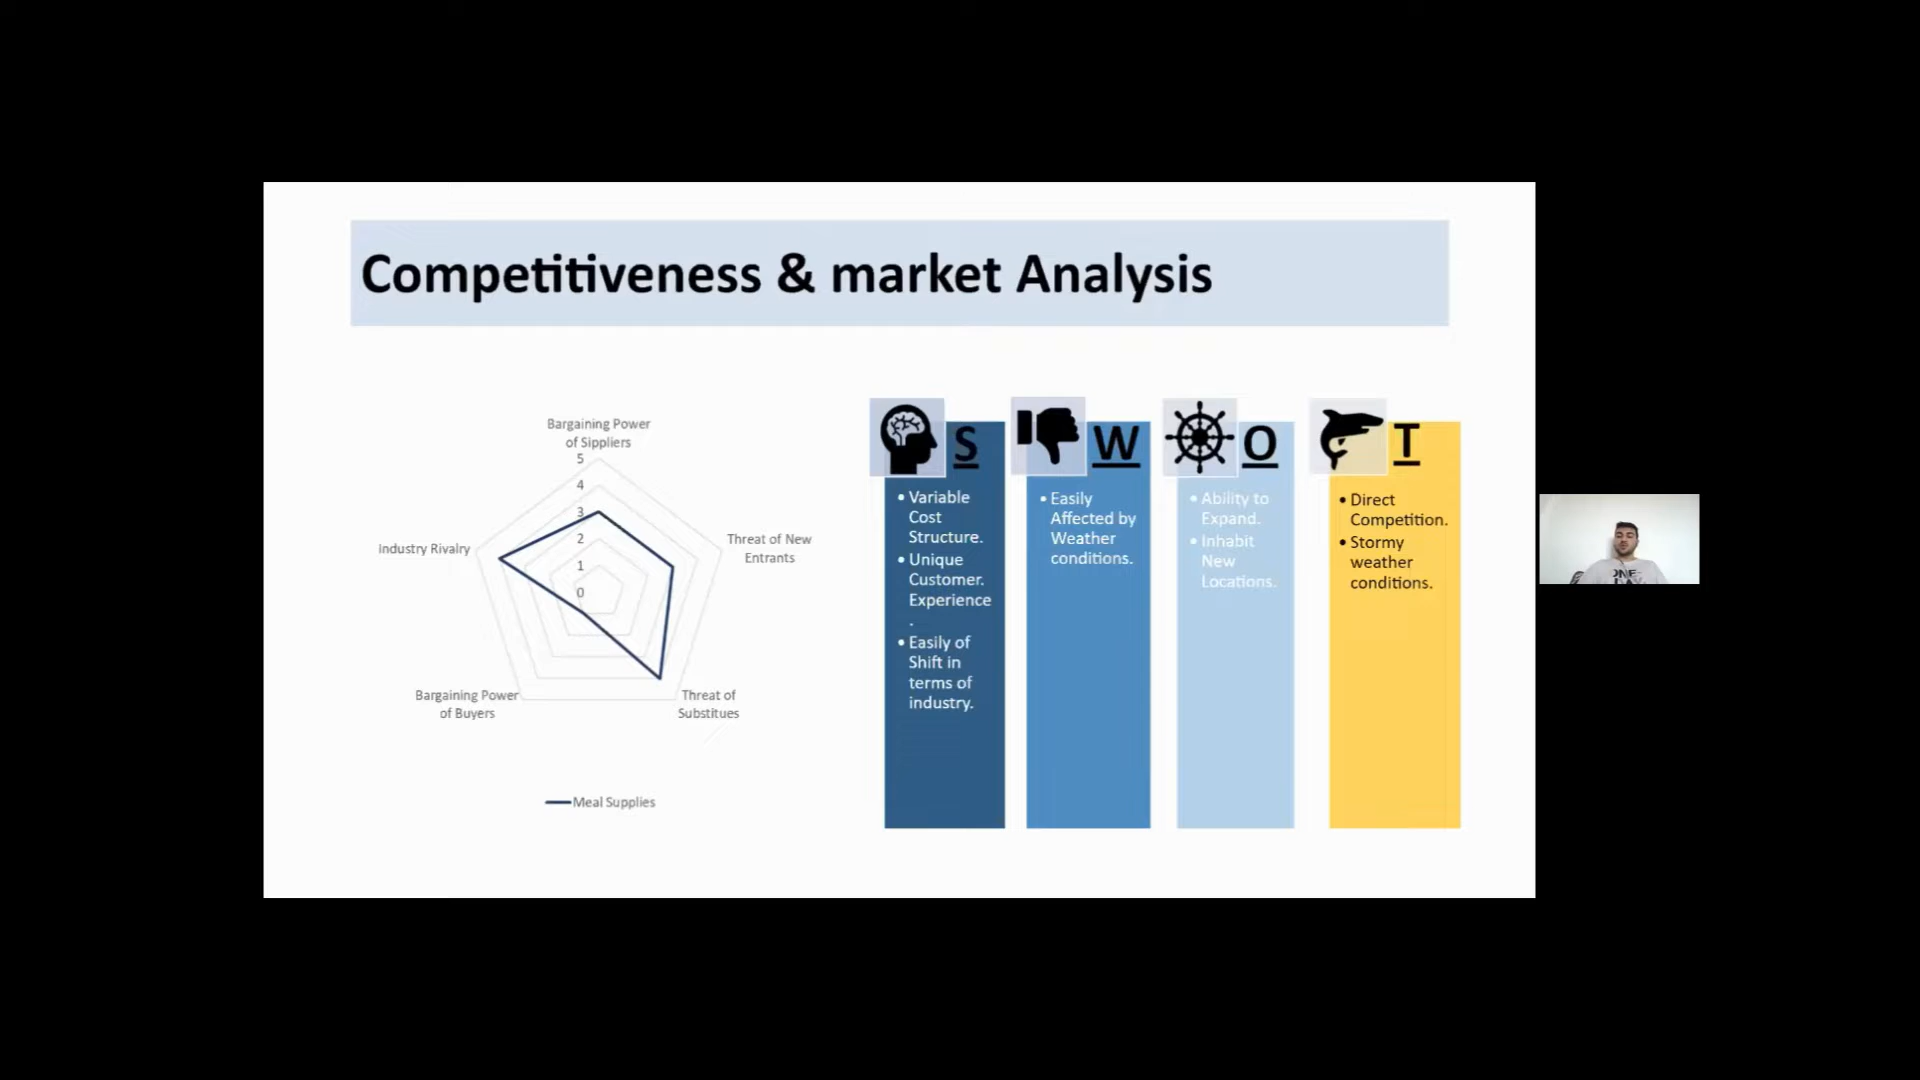 Competitiveness & market Analysis
Bargaining Power
of Sippliers
5
4
3
2
1
0
Threat of New
Entrants
Threat of
Substitues
Bargaining Power
of Buyers
Industry Rivalry
Meal Supplies
S
• Variable
Cost
Structure.
• Unique
Customer.
Experience
.
• Easily of
Shift in
terms of
industry.
W
• Easily
Affected by
Weather
conditions.
O
• Ability to
Expand.
• Inhabit
New
Locations.
T
• Direct
Competition.
• Stormy
weather
conditions.